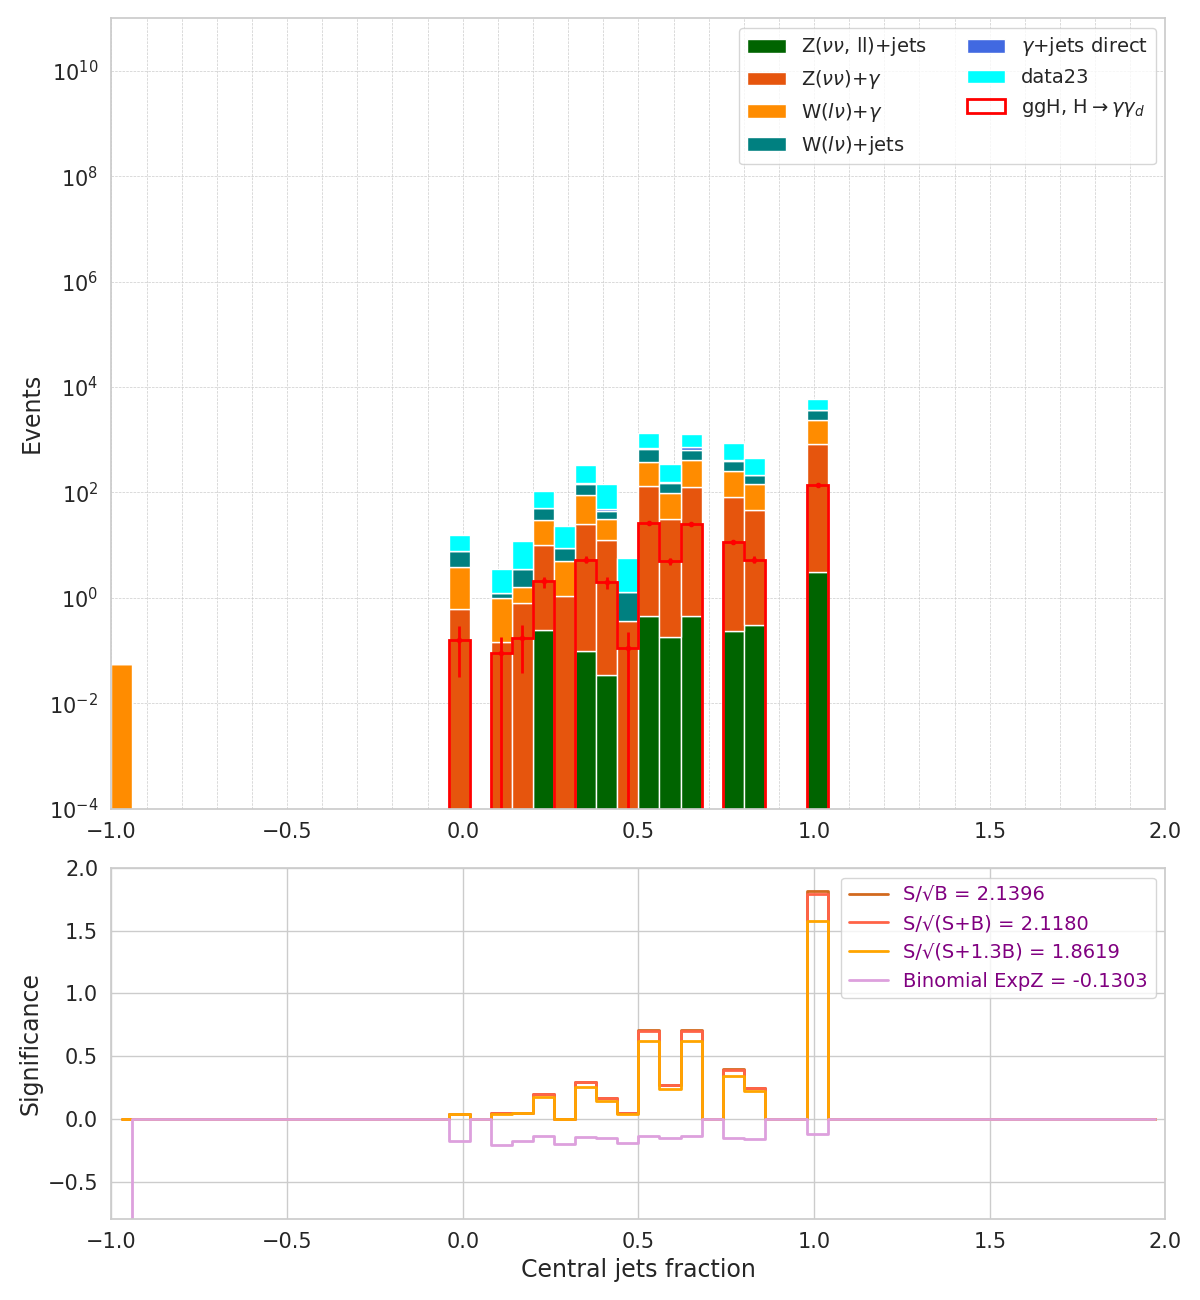 Z(νν, ll)+jets
Z(νν)+γ
W(lν)+γ
W(lν)+jets
γ+jets direct
data23
ggH, H→γγ_d
10^10
10^8
10^6
10^4
10^2
10^0
10^−2
10^−4
Events
−1.0 −0.5 0.0 0.5 1.0 1.5 2.0
S/√B = 2.1396
S/√(S+B) = 2.1180
S/√(S+1.3B) = 1.8619
Binomial ExpZ = -0.1303
2.0
1.5
1.0
0.5
0.0
−0.5
Significance
−1.0 −0.5 0.0 0.5 1.0 1.5 2.0
Central jets fraction